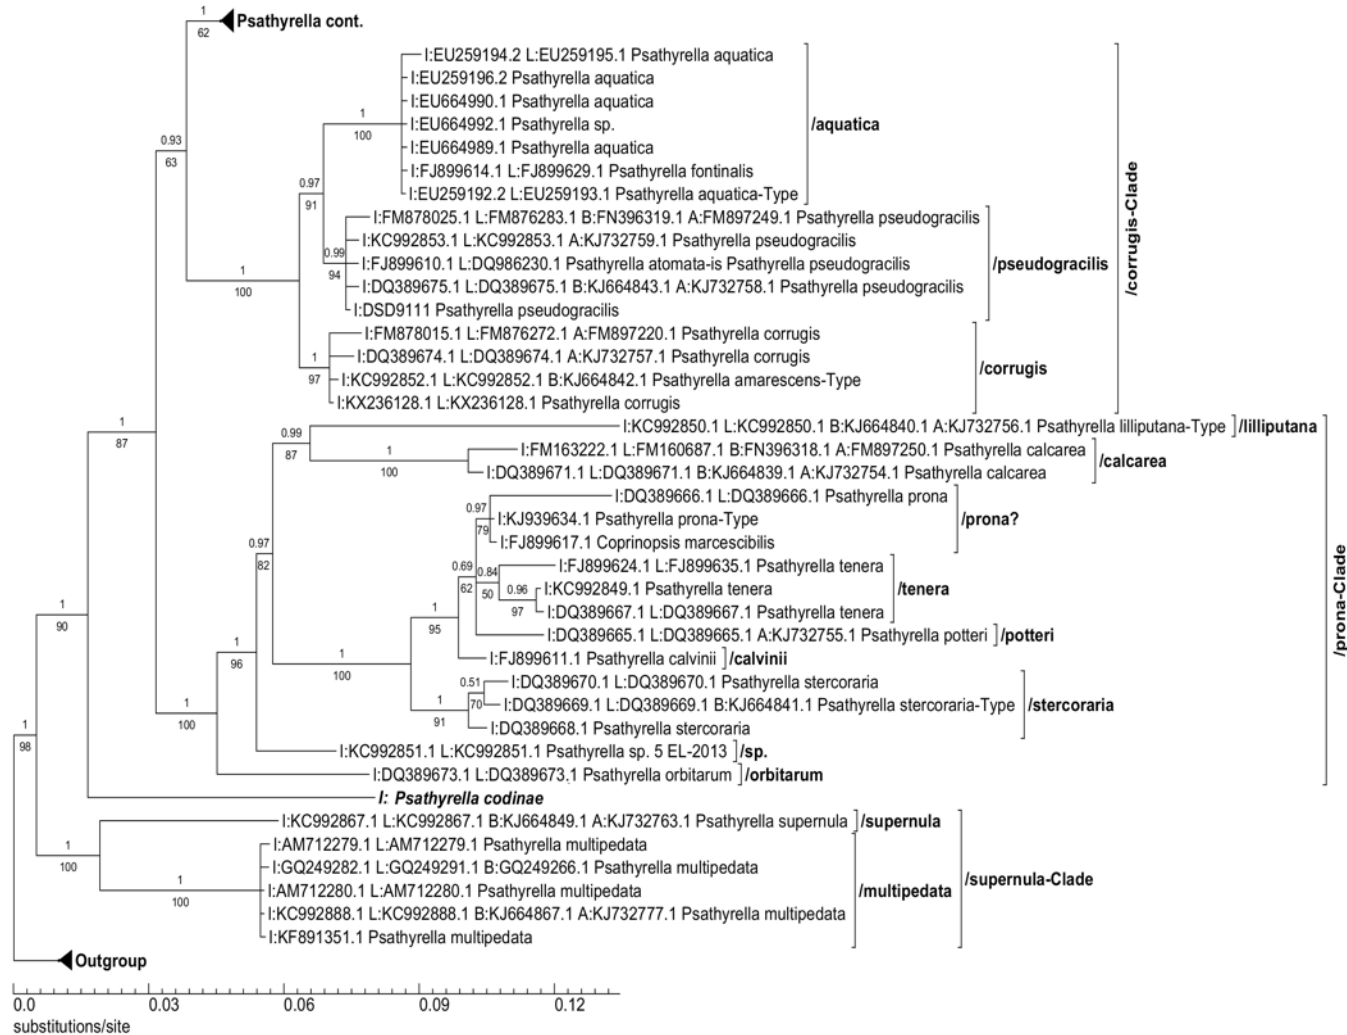 1
62
Psathyrella cont.
I:EU259194.2 L:EU259195.1 Psathyrella aquatica
I:EU259196.2 Psathyrella aquatica
I:EU664990.1 Psathyrella aquatica
1
100
I:EU664992.1 Psathyrella sp.
/aquatica
I:EU664989.1 Psathyrella aquatica
0.93
63
I:FJ899614.1 L:FJ899629.1 Psathyrella fontinalis
0.97
91
I:EU259192.2 L:EU259193.1 Psathyrella aquatica-Type
I:FM878025.1 L:FM876283.1 B:FN396319.1 A:FM897249.1 Psathyrella pseudogracilis
I:KC992853.1 L:KC992853.1 A:KJ732759.1 Psathyrella pseudogracilis
0.99
94
I:FJ899610.1 L:DQ986230.1 Psathyrella atomata-is Psathyrella pseudogracilis
/pseudogracilis
/corrugis-Clade
1
100
I:DQ389675.1 L:DQ389675.1 B:KJ664843.1 A:KJ732758.1 Psathyrella pseudogracilis
I:DSD9111 Psathyrella pseudogracilis
I:FM878015.1 L:FM876272.1 A:FM897220.1 Psathyrella corrugis
I:DQ389674.1 L:DQ389674.1 A:KJ732757.1 Psathyrella corrugis
1
97
/corrugis
I:KC992852.1 L:KC992852.1 B:KJ664842.1 Psathyrella amarescens-Type
I:KX236128.1 L:KX236128.1 Psathyrella corrugis
1
87
I:KC992850.1 L:KC992850.1 B:KJ664840.1 A:KJ732756.1 Psathyrella lilliputana-Type
/lilliputana
0.99
87
I:FM163222.1 L:FM160687.1 B:FN396318.1 A:FM897250.1 Psathyrella calcarea
1
100
/calcarea
I:DQ389671.1 L:DQ389671.1 B:KJ664839.1 A:KJ732754.1 Psathyrella calcarea
I:DQ389666.1 L:DQ389666.1 Psathyrella prona
0.97
79
I:KJ939634.1 Psathyrella prona-Type
/prona?
I:FJ899617.1 Coprinopsis marcescibilis
0.97
82
0.69
62
0.84
50
I:FJ899624.1 L:FJ899635.1 Psathyrella tenera
0.96
97
I:KC992849.1 Psathyrella tenera
/tenera
I:DQ389667.1 L:DQ389667.1 Psathyrella tenera
1
90
1
95
I:DQ389665.1 L:DQ389665.1 A:KJ732755.1 Psathyrella potteri
/potteri
/prona-Clade
1
96
1
100
I:FJ899611.1 Psathyrella calvinii
/calvinii
0.51
70
I:DQ389670.1 L:DQ389670.1 Psathyrella stercoraria
1
91
I:DQ389669.1 L:DQ389669.1 B:KJ664841.1 Psathyrella stercoraria-Type
/stercoraria
1
100
I:DQ389668.1 Psathyrella stercoraria
1
98
I:KC992851.1 L:KC992851.1 Psathyrella sp. 5 EL-2013
/sp.
I:DQ389673.1 L:DQ389673.1 Psathyrella orbitarum
/orbitarum
I: Psathyrella codinae
I:KC992867.1 L:KC992867.1 B:KJ664849.1 A:KJ732763.1 Psathyrella supernula
/supernula
1
100
I:AM712279.1 L:AM712279.1 Psathyrella multipedata
I:GQ249282.1 L:GQ249291.1 B:GQ249266.1 Psathyrella multipedata
1
100
I:AM712280.1 L:AM712280.1 Psathyrella multipedata
/multipedata
/supernula-Clade
I:KC992888.1 L:KC992888.1 B:KJ664867.1 A:KJ732777.1 Psathyrella multipedata
I:KF891351.1 Psathyrella multipedata
Outgroup
0.0 0.03 0.06 0.09 0.12
substitutions/site